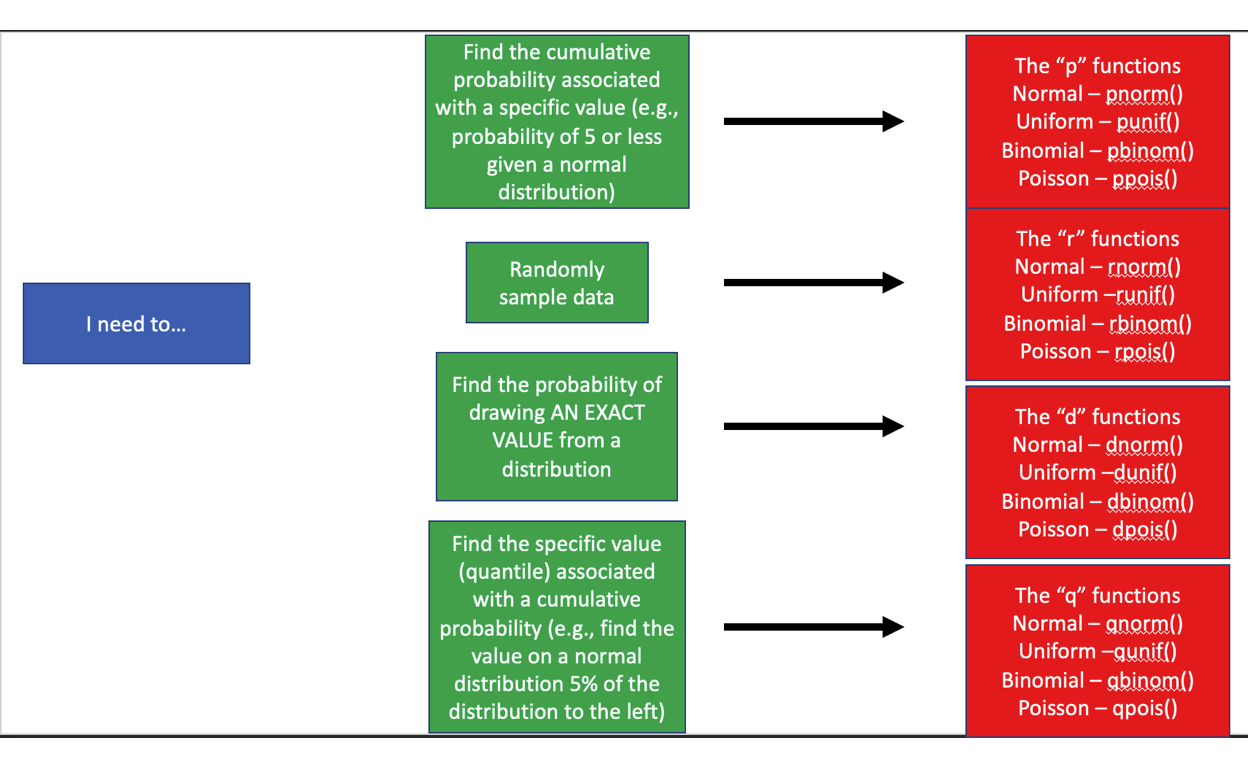 I need to...
Find the cumulative
probability associated
with a specific value (e.g.,
probability of 5 or less
given a normal
distribution)
The “p” functions
Normal – pnorm()
Uniform – punif()
Binomial – pbinom()
Poisson – ppois()
Randomly
sample data
The “r” functions
Normal – rnorm()
Uniform –runif()
Binomial – rbinom()
Poisson – rpois()
Find the probability of
drawing AN EXACT
VALUE from a
distribution
The “d” functions
Normal – dnorm()
Uniform –dunif()
Binomial – dbinom()
Poisson – dpois()
Find the specific value
(quantile) associated
with a cumulative
probability (e.g., find the
value on a normal
distribution 5% of the
distribution to the left)
The “q” functions
Normal – qnorm()
Uniform –qunif()
Binomial – qbinom()
Poisson – qpois()